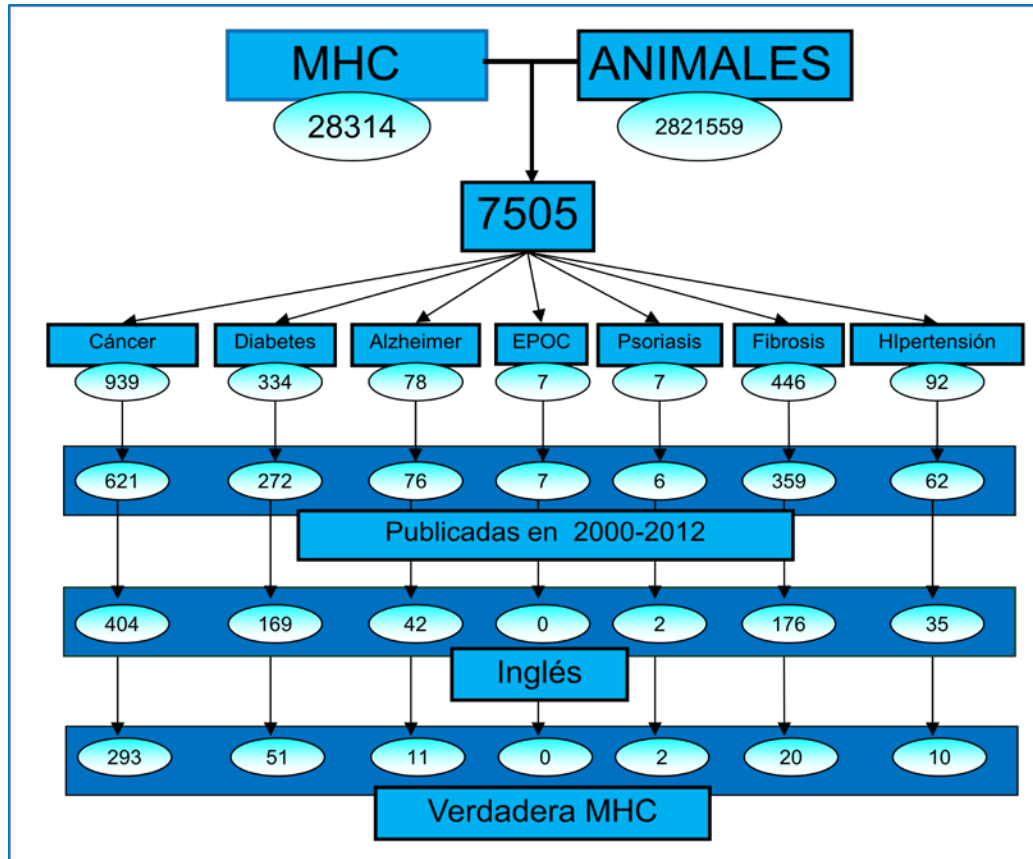 MHC ANIMALES
28314 2821559
7505
Cáncer Diabetes Alzheimer EPOC Psoriasis Fibrosis HIpertensión
939 334 78 7 7 446 92
621 272 76 7 6 359 62
Publicadas en 2000-2012
404 169 42 0 2 176 35
Inglés
293 51 11 0 2 20 10
Verdadera MHC